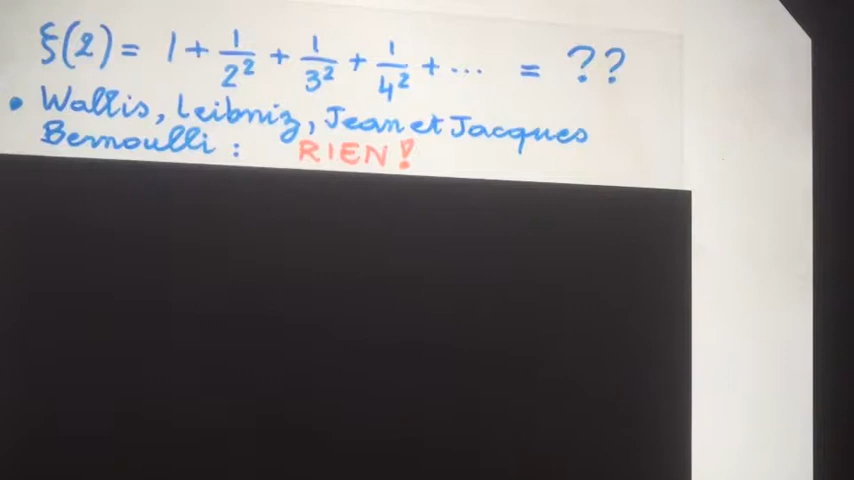 ξ(2) = 1 + 1/2² + 1/3² + 1/4² + ... = ??
• Wallis, Leibniz, Jean et Jacques
Bernoulli : RIEN !